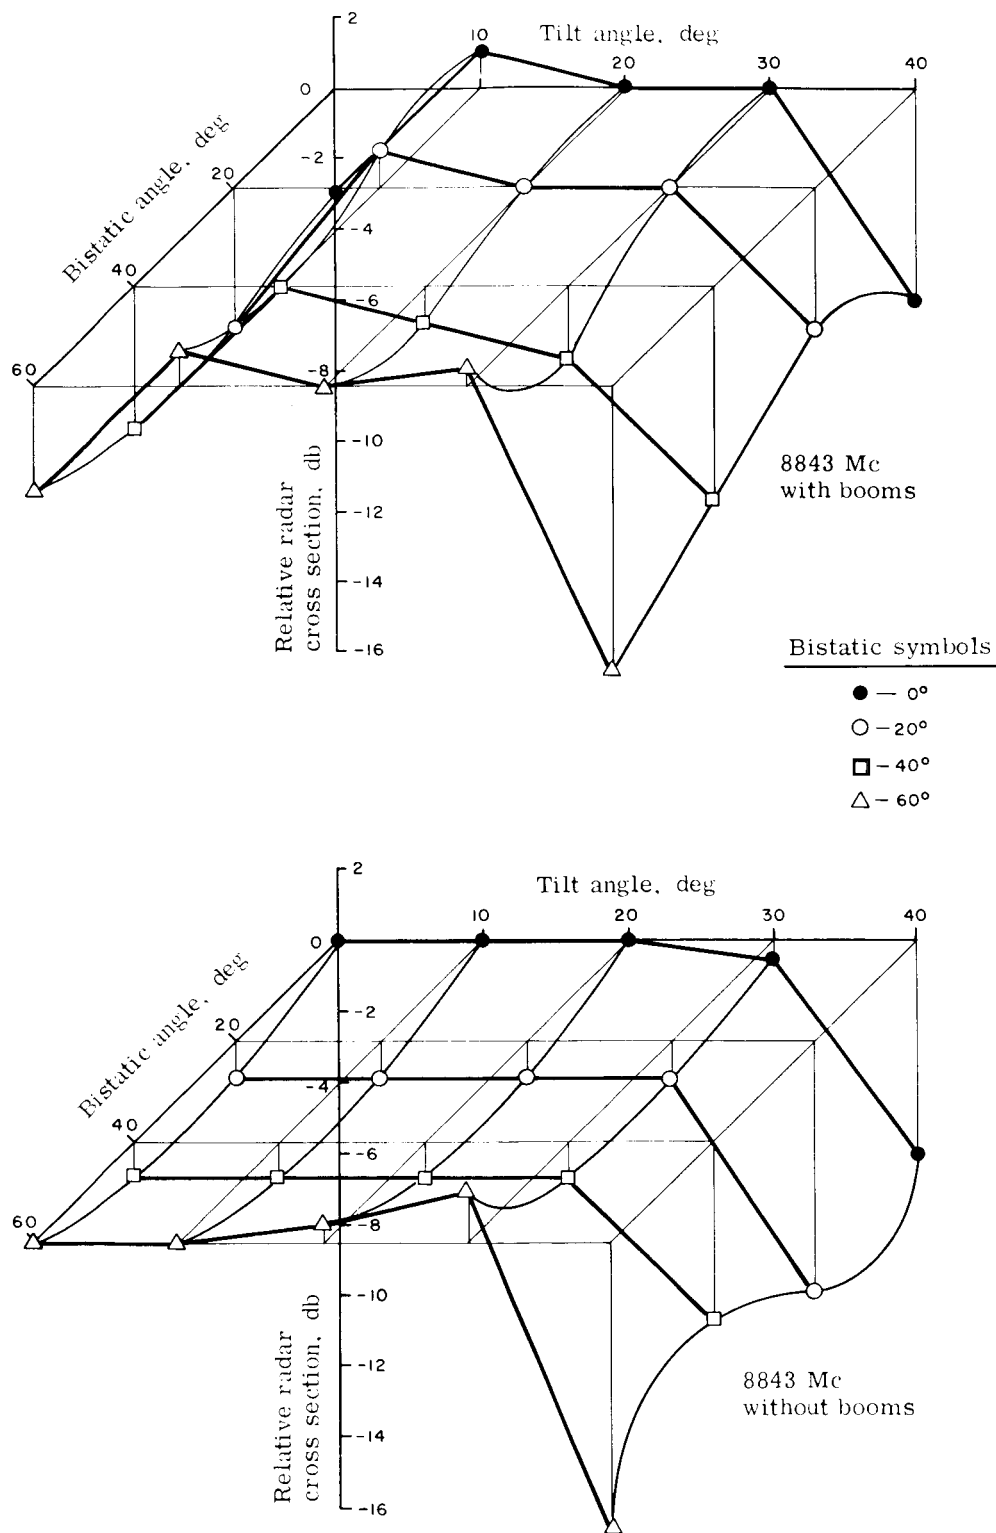 2
Tilt angle, deg
10
20
30
40
0
Bistatic angle, deg
20
40
60
-2
-4
-6
-8
-10
-12
-14
-16
Relative radar
cross section, db
8843 Mc
with booms
Bistatic symbols
— 0°
— 20°
— 40°
— 60°
2
Tilt angle, deg
10
20
30
40
0
Bistatic angle, deg
20
40
60
-2
-4
-6
-8
-10
-12
-14
-16
Relative radar
cross section, db
8843 Mc
without booms